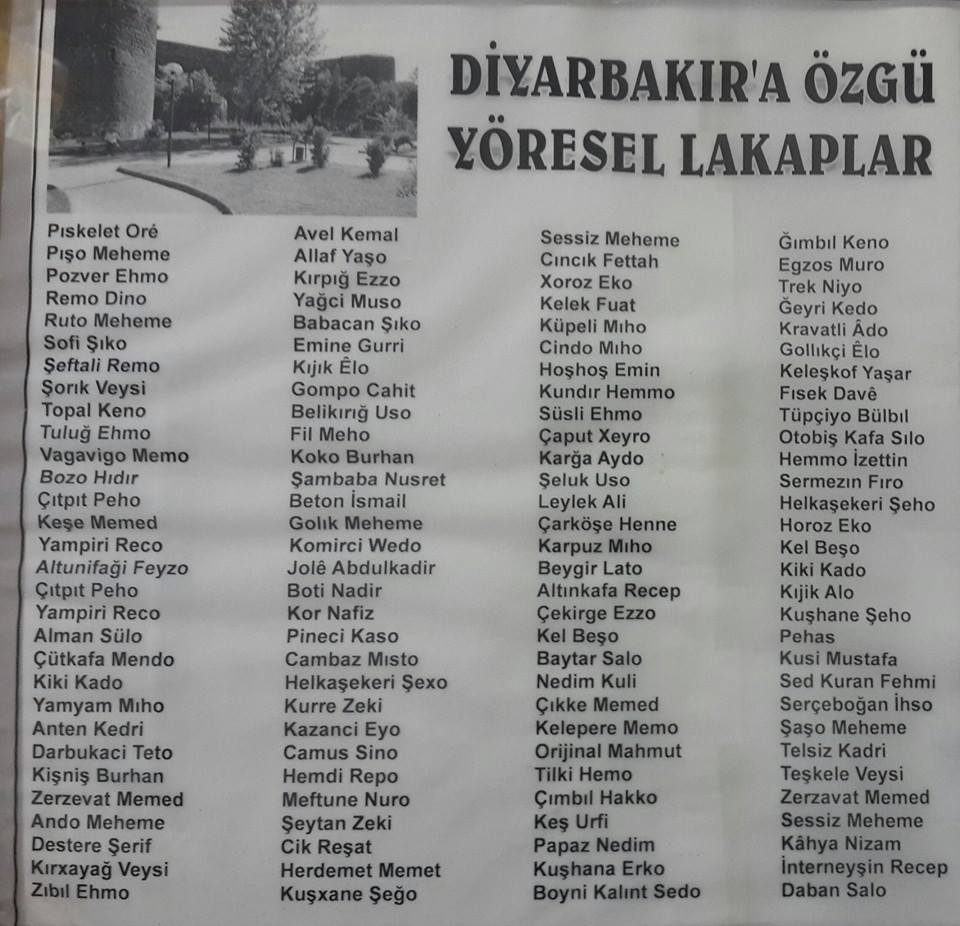 DİYARBAKIR'A ÖZGÜ
YÖRESEL LAKAPLAR
Pıskelet Oré
Pışo Meheme
Pozver Ehmo
Remo Dino
Ruto Meheme
Sofi Şıko
Şeftali Remo
Şorık Veysi
Topal Keno
Tuluğ Ehmo
Vagavigo Memo
Bozo Hıdır
Çıtpıt Peho
Keşe Memed
Yampiri Reco
Altunifaği Feyzo
Çıtpıt Peho
Yampiri Reco
Alman Sülo
Çütkafa Mendo
Kiki Kado
Yamyam Mıho
Anten Kedri
Darbukaci Teto
Kişniş Burhan
Zerzevat Memed
Ando Meheme
Destere Şerif
Kırxayağ Veysi
Zıbıl Ehmo
Avel Kemal
Allaf Yaşo
Kırpığ Ezzo
Yağci Muso
Babacan Şıko
Emine Gurri
Kıjık Êlo
Gompo Cahit
Belikırığ Uso
Fil Meho
Koko Burhan
Şambaba Nusret
Beton İsmail
Golık Meheme
Komirci Wedo
Jolê Abdulkadir
Boti Nadir
Kor Nafiz
Pineci Kaso
Cambaz Mısto
Helkaşekeri Şexo
Kurre Zeki
Kazanci Eyo
Camus Sino
Hemdi Repo
Meftune Nuro
Şeytan Zeki
Cik Reşat
Herdemet Memet
Kuşxane Şeğo
Sessiz Meheme
Cıncık Fettah
Xoroz Eko
Kelek Fuat
Küpeli Mıho
Cindo Mıho
Hoşhoş Emin
Kundır Hemmo
Süsli Ehmo
Çaput Xeyro
Karğa Aydo
Şeluk Uso
Leylek Ali
Çarköşe Henne
Karpuz Mıho
Beygir Lato
Altınkafa Recep
Çekirge Ezzo
Kel Beşo
Baytar Salo
Nedim Kuli
Çıkke Memed
Kelepere Memo
Orijinal Mahmut
Tilki Hemo
Çımbıl Hakko
Keş Urfi
Papaz Nedim
Kuşhana Erko
Boyni Kalınt Sedo
Ğımbıl Keno
Egzos Muro
Trek Niyo
Ğeyri Kedo
Kravatli Âdo
Gollıkçi Êlo
Keleşkof Yaşar
Fısek Davê
Tüpçiyo Bülbıl
Otobiş Kafa Sılo
Hemmo İzettin
Sermezın Fıro
Helkaşekeri Şeho
Horoz Eko
Kel Beşo
Kiki Kado
Kıjik Alo
Kuşhane Şeho
Pehas
Kusi Mustafa
Sed Kuran Fehmi
Serçeboğan İhso
Şaşo Meheme
Telsiz Kadri
Teşkele Veysi
Zerzavat Memed
Sessiz Meheme
Kâhya Nizam
İnterneyşin Recep
Daban Salo